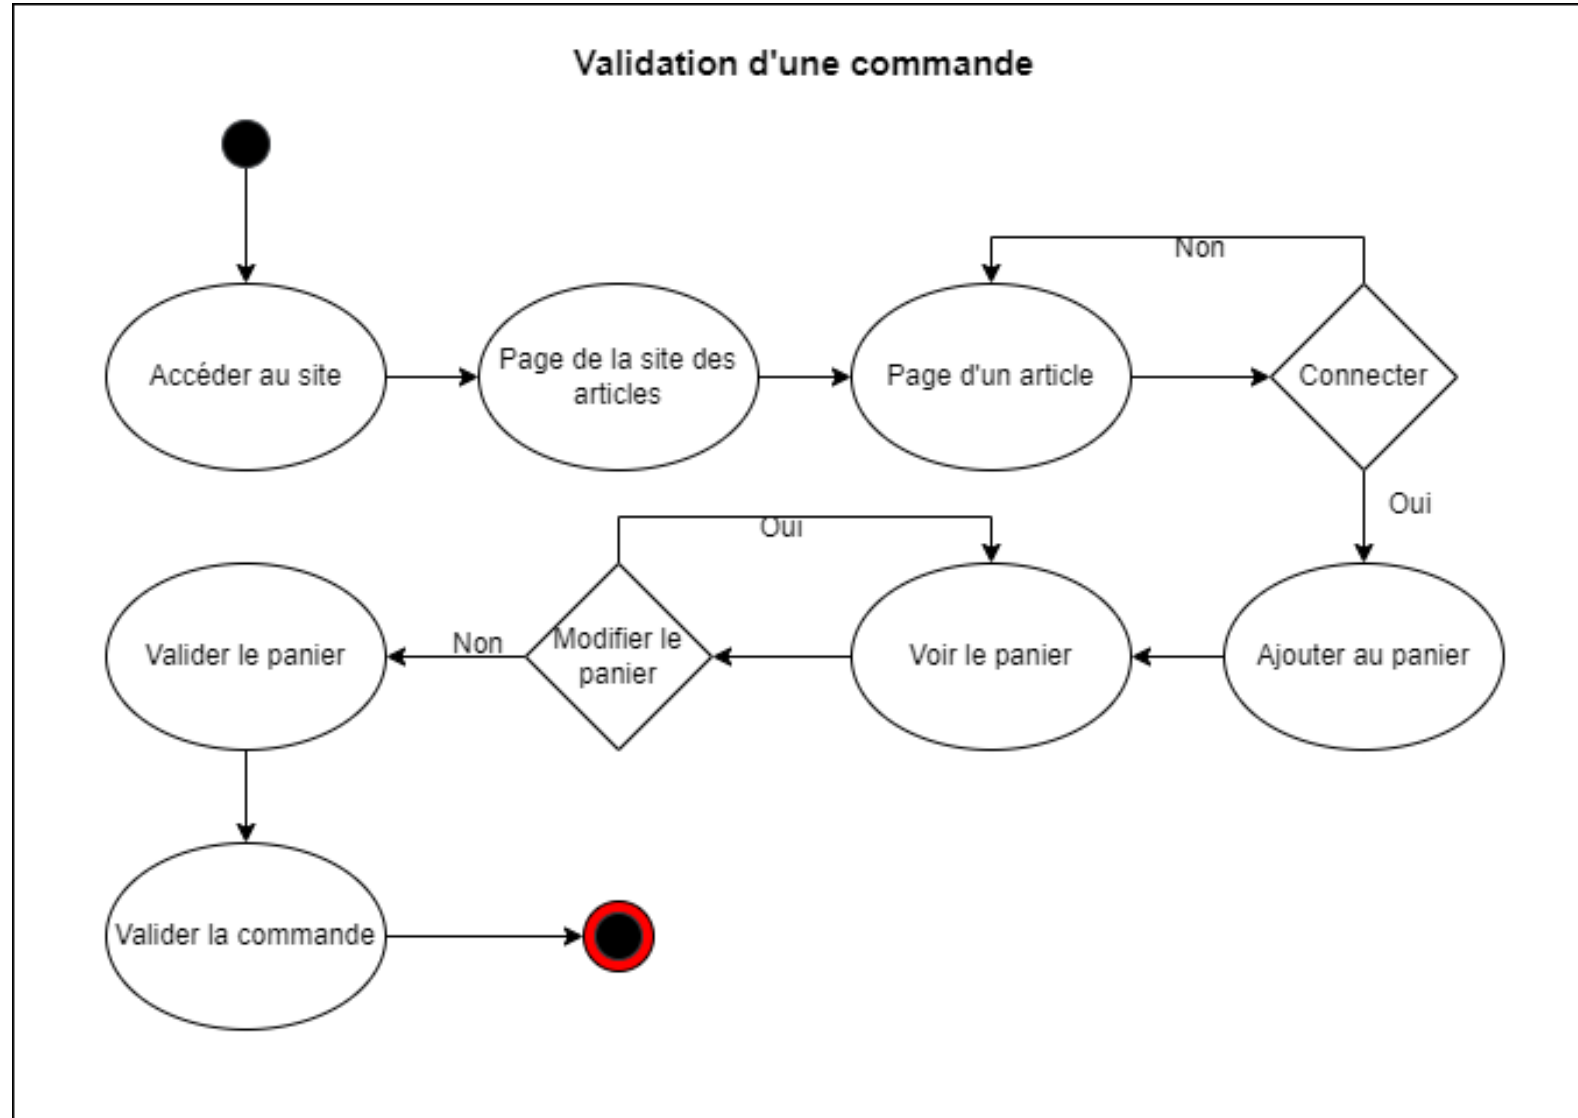 Validation d'une commande
Non
Accéder au site
Page de la site des
articles
Page d'un article
Connecter
Oui
Oui
Valider le panier
Non
Modifier le
panier
Voir le panier
Ajouter au panier
Valider la commande